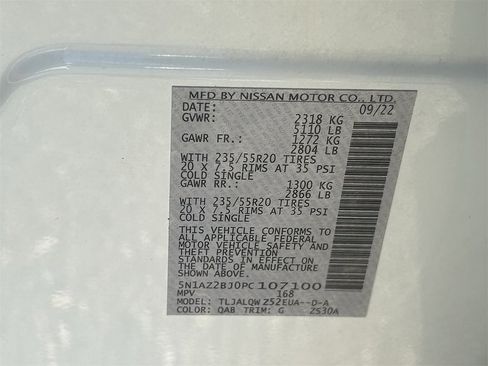 MFD BY NISSAN MOTOR CO., LTD.
DATE: 09/22
GVWR: 2318 KG
5110 LB
GAWR FR.: 1272 KG
2804 LB
WITH 235/55R20 TIRES
20 X 7.5 RIMS AT 35 PSI
COLD SINGLE
GAWR RR.: 1300 KG
2866 LB
WITH 235/55R20 TIRES
20 X 7.5 RIMS AT 35 PSI
COLD SINGLE
THIS VEHICLE CONFORMS TO
ALL APPLICABLE FEDERAL
MOTOR VEHICLE SAFETY AND
THEFT PREVENTION
STANDARDS IN EFFECT ON
THE DATE OF MANUFACTURE
SHOWN ABOVE.
5N1AZ2BJ0PC107100
MPV 168
MODEL: TLJALQWZ52EUA--D-A
COLOR: QAB TRIM: G ZS30A